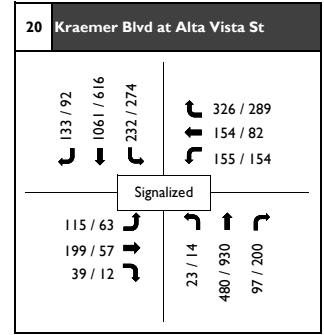 20 Kraemer Blvd at Alta Vista St
133 / 92
1061 / 616
232 / 274
326 / 289
154 / 82
155 / 154
Signalized
115 / 63
199 / 57
39 / 12
23 / 14
480 / 930
97 / 200